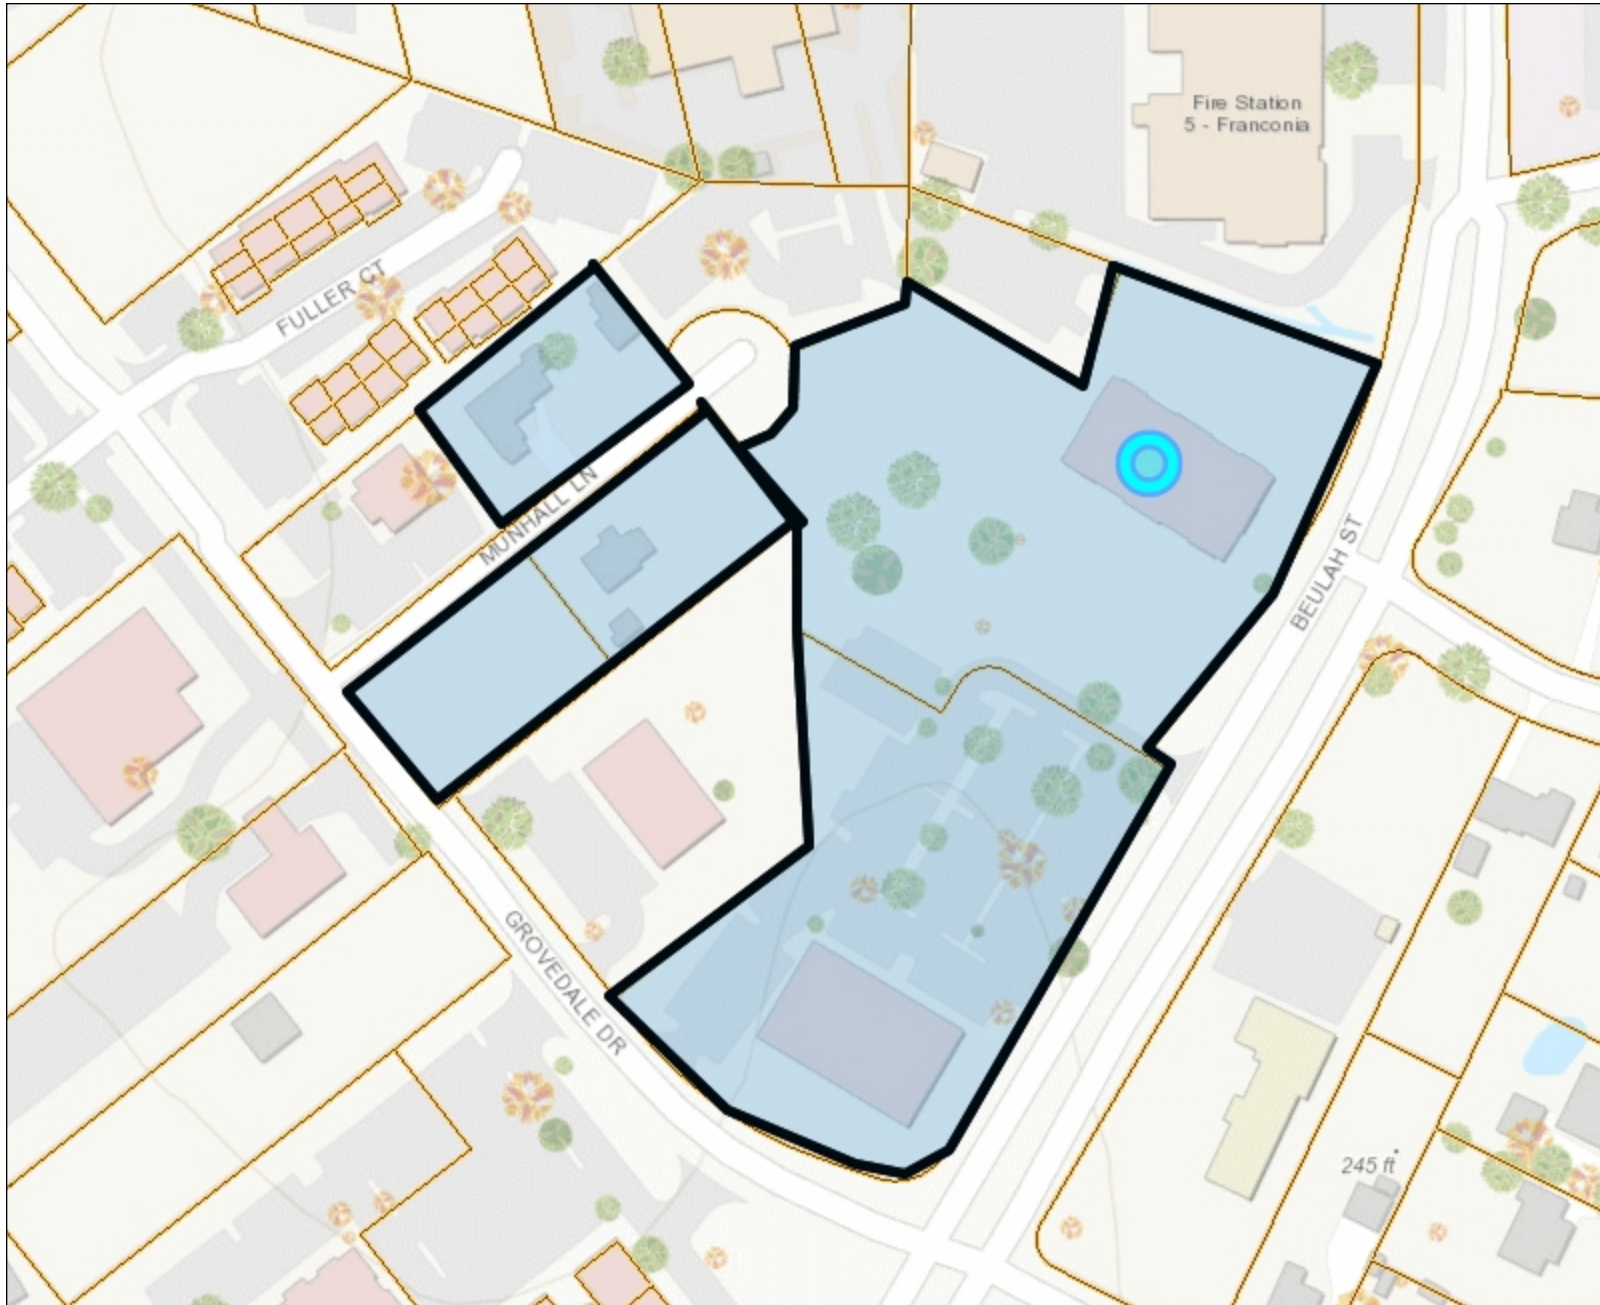 Fire Station
5 - Franconia
FULLER CT
MUNHALL LN
BEULAH ST
GROVEDALE DR
245 ft